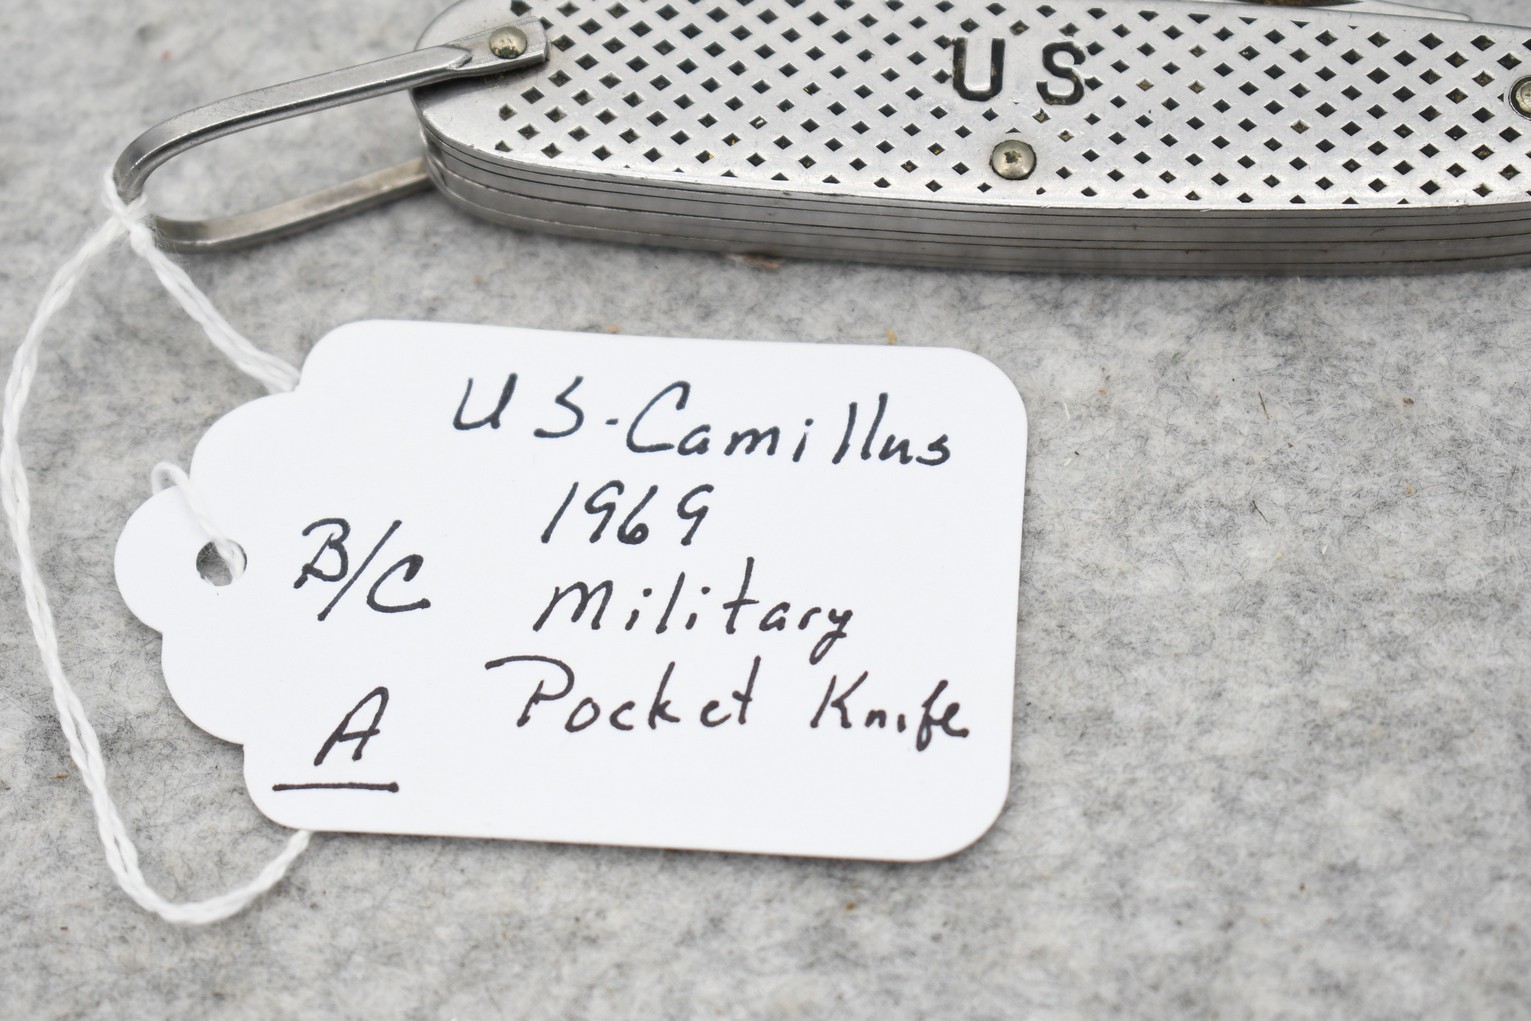 US
US-Camillus
1969
B/C
Military
Pocket Knife
A